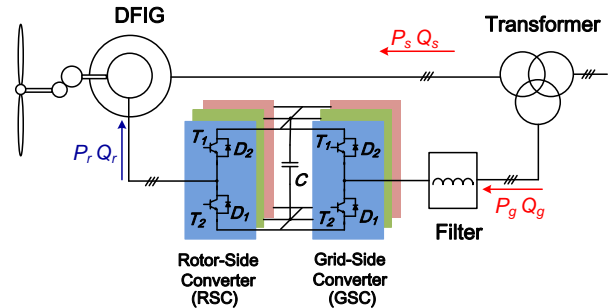 DFIG
Ps Qs
Transformer
Pr Qr
T1
D2
T2
D1
C
T1
D2
T2
D1
Pg Qg
Filter
Rotor-Side
Converter
(RSC)
Grid-Side
Converter
(GSC)